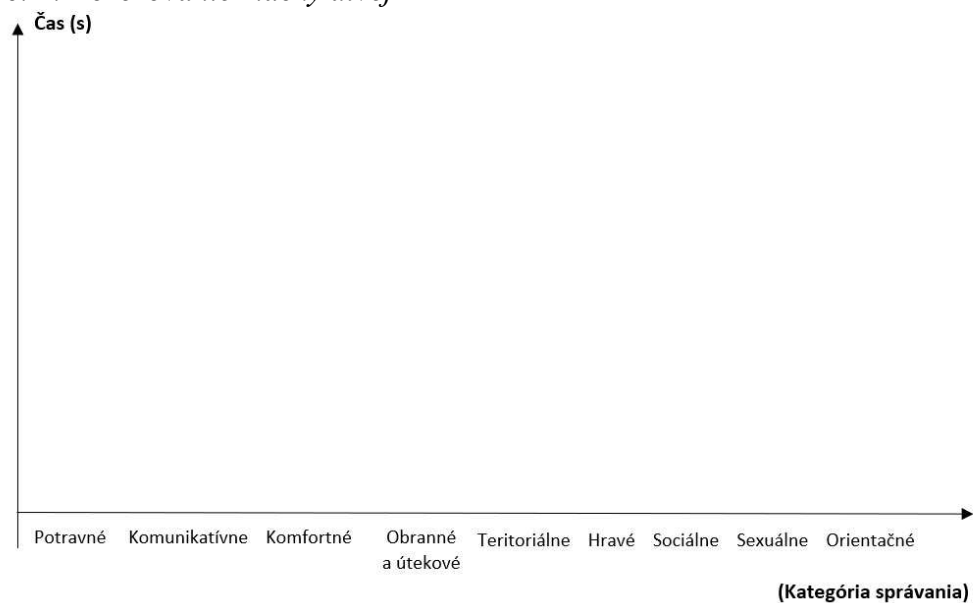 Čas (s)
Potravné Komunikatívne Komfortné Obranné a útekové Teritoriálne Hravé Sociálne Sexuálne Orientačné
(Kategória správania)